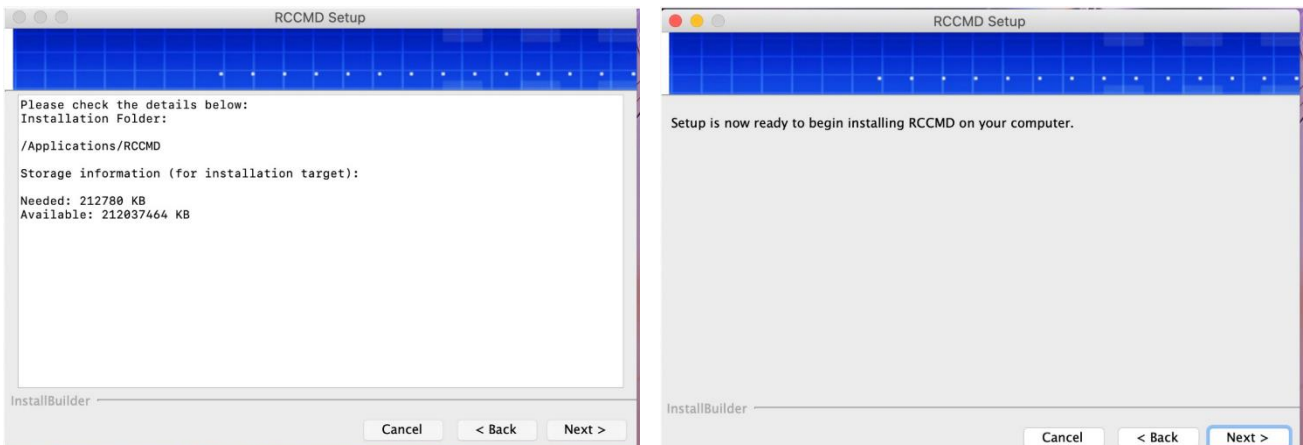 RCCMD Setup
Please check the details below:
Installation Folder:
/Applications/RCCMD
Storage information (for installation target):
Needed: 212780 KB
Available: 212037464 KB
InstallBuilder
Cancel
< Back
Next >
RCCMD Setup
Setup is now ready to begin installing RCCMD on your computer.
InstallBuilder
Cancel
< Back
Next >